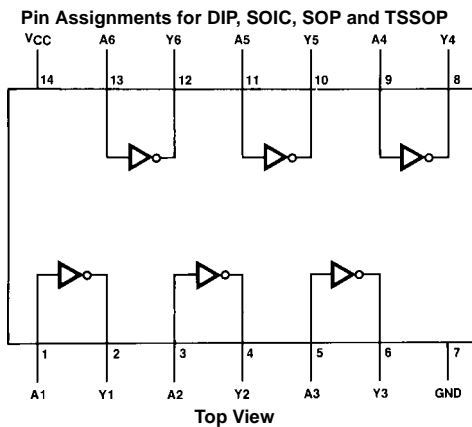 Pin Assignments for DIP, SOIC, SOP and TSSOP
VCC A6 Y6 A5 Y5 A4 Y4
14 13 12 11 10 9 8
1 2 3 4 5 6 7
A1 Y1 A2 Y2 A3 Y3 GND
Top View